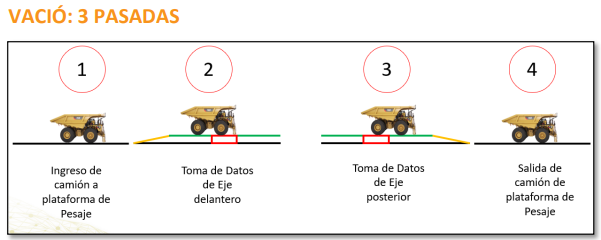 VACIÓ: 3 PASADAS
1
2
3
4
Ingreso de
camión a
plataforma de
Pesaje
Toma de Datos
de Eje
delantero
Toma de Datos
de Eje
posterior
Salida de
camión de
plataforma de
Pesaje